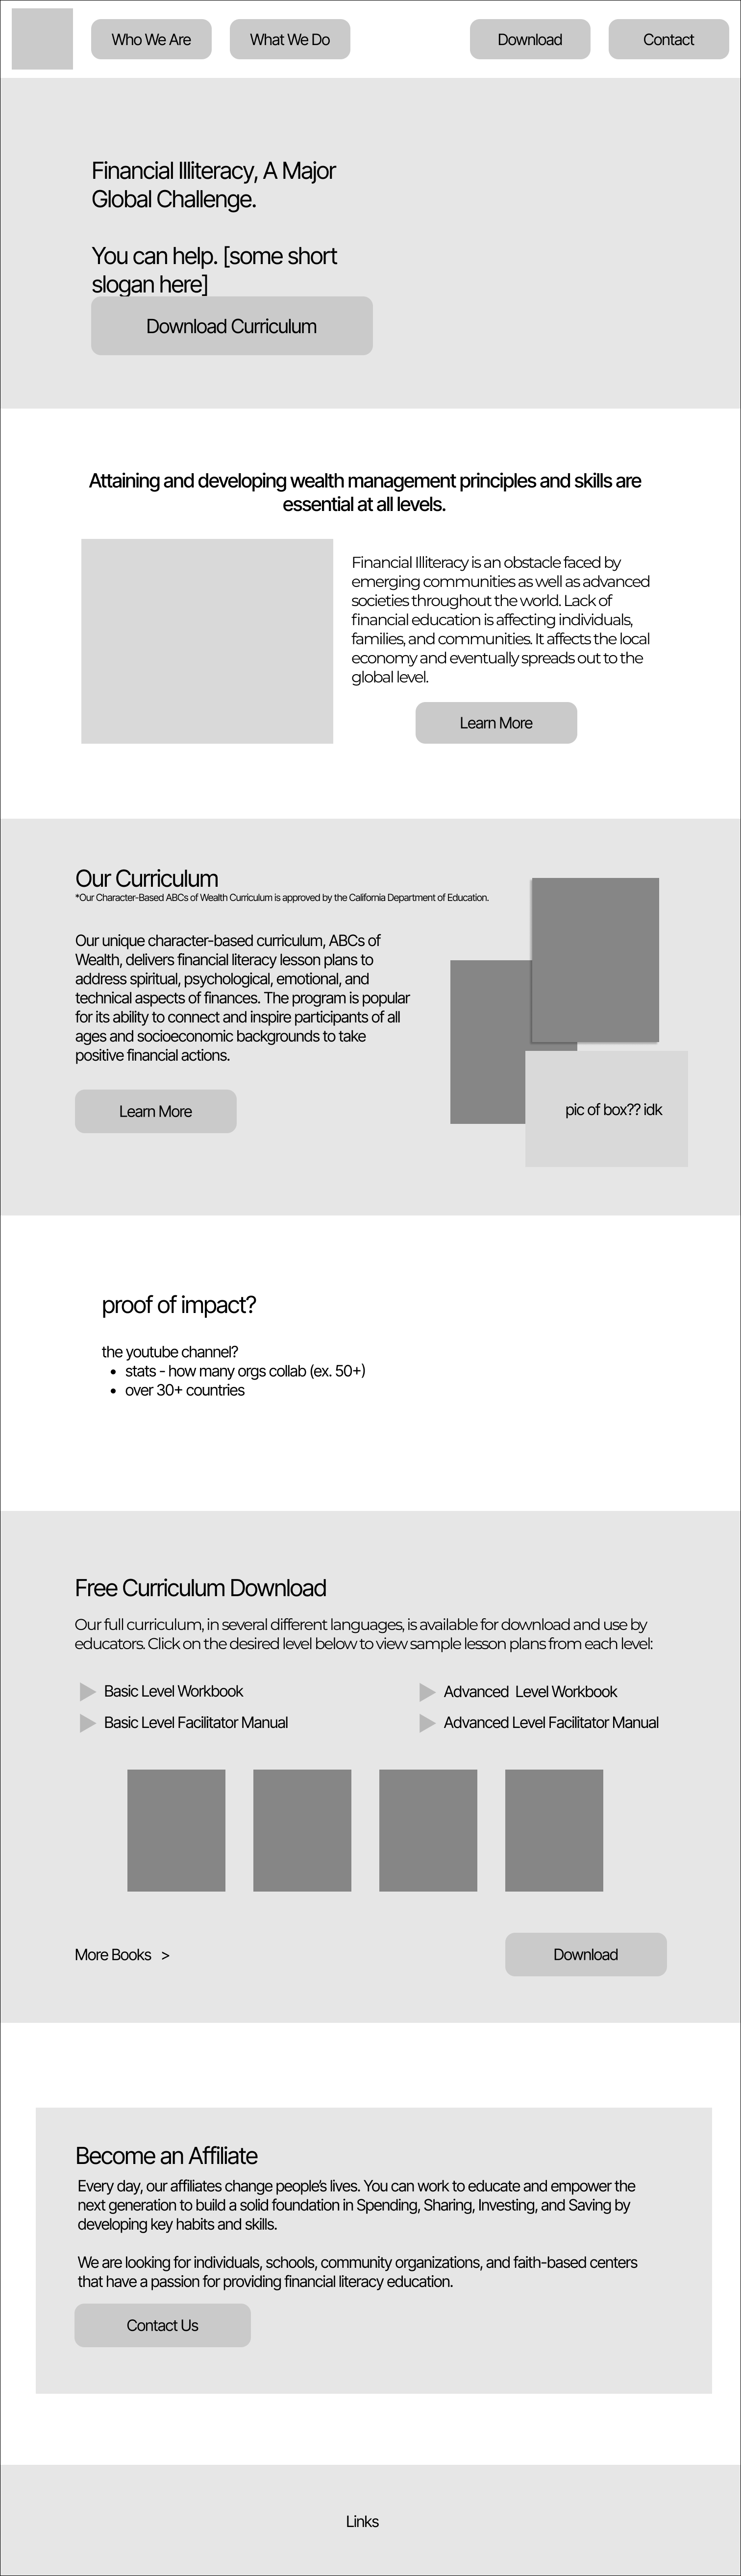 Who We Are
What We Do
Download
Contact
Financial Illiteracy, A Major
Global Challenge.
You can help. [some short
slogan here]
Download Curriculum
Attaining and developing wealth management principles and skills are
essential at all levels.
Financial Illiteracy is an obstacle faced by
emerging communities as well as advanced
societies throughout the world. Lack of
financial education is affecting individuals,
families, and communities. It affects the local
economy and eventually spreads out to the
global level.
Learn More
Our Curriculum
*Our Character-Based ABCs of Wealth Curriculum is approved by the California Department of Education.
Our unique character-based curriculum, ABCs of
Wealth, delivers financial literacy lesson plans to
address spiritual, psychological, emotional, and
technical aspects of finances. The program is popular
for its ability to connect and inspire participants of all
ages and socioeconomic backgrounds to take
positive financial actions.
Learn More
pic of box?? idk
proof of impact?
the youtube channel?
• stats - how many orgs collab (ex. 50+)
• over 30+ countries
Free Curriculum Download
Our full curriculum, in several different languages, is available for download and use by
educators. Click on the desired level below to view sample lesson plans from each level:
Basic Level Workbook
Advanced  Level Workbook
Basic Level Facilitator Manual
Advanced Level Facilitator Manual
More Books  >
Download
Become an Affiliate
Every day, our affiliates change people's lives. You can work to educate and empower the
next generation to build a solid foundation in Spending, Sharing, Investing, and Saving by
developing key habits and skills.
We are looking for individuals, schools, community organizations, and faith-based centers
that have a passion for providing financial literacy education.
Contact Us
Links